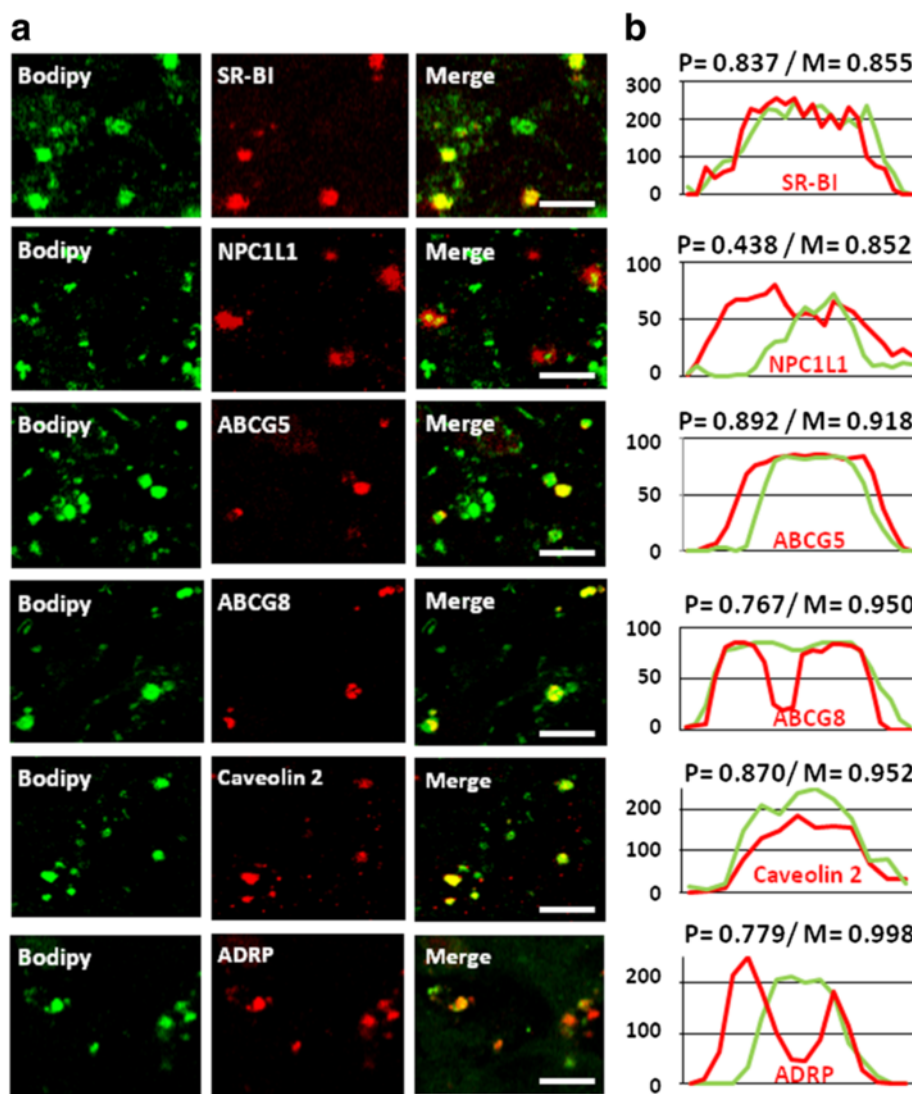 a
b
Bodipy SR-BI Merge
P= 0.837 / M= 0.855
300
200
100
0
SR-BI
Bodipy NPC1L1 Merge
P= 0.438 / M= 0.852
100
50
0
NPC1L1
Bodipy ABCG5 Merge
P= 0.892 / M= 0.918
100
50
0
ABCG5
Bodipy ABCG8 Merge
P= 0.767 / M= 0.950
100
50
0
ABCG8
Bodipy Caveolin 2 Merge
P= 0.870 / M= 0.952
200
100
0
Caveolin 2
Bodipy ADRP Merge
P= 0.779 / M= 0.998
200
100
0
ADRP